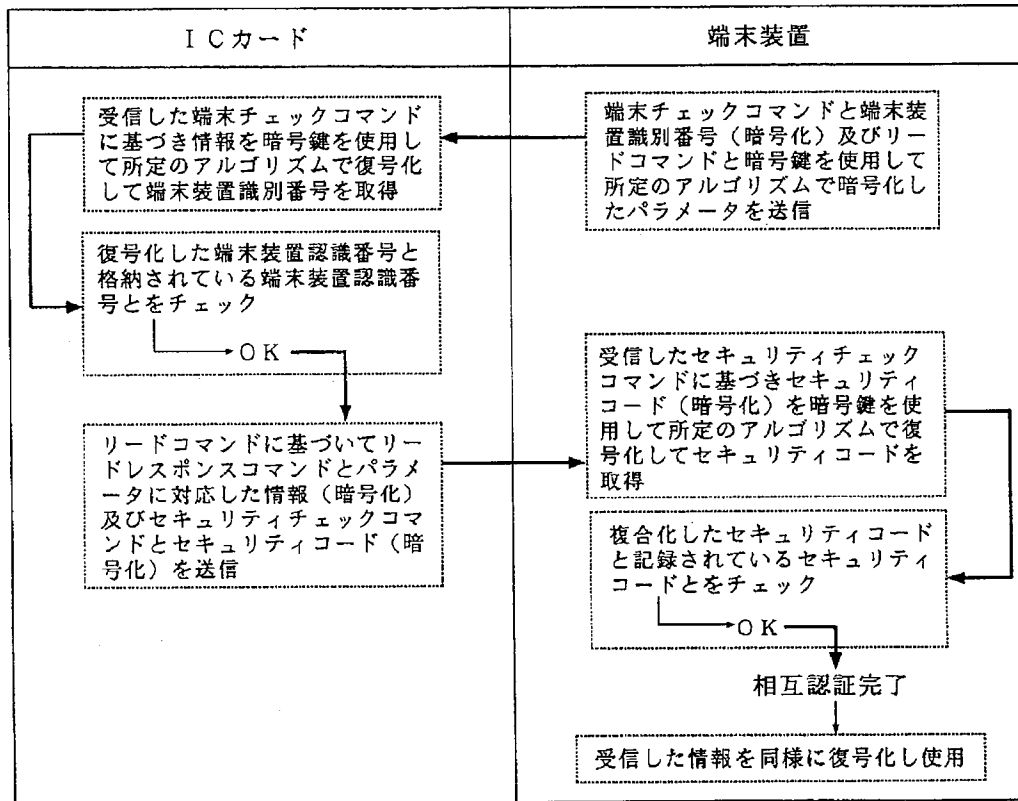 ＩＣカード
端末装置
受信した端末チェックコマンド
に基づき情報を暗号鍵を使用し
て所定のアルゴリズムで復号化
して端末装置識別番号を取得
端末チェックコマンドと端末装
置識別番号（暗号化）及びリー
ドコマンドと暗号鍵を使用して
所定のアルゴリズムで暗号化し
たパラメータを送信
復号化した端末装置認識番号と
格納されている端末装置認識番
号とをチェック
ＯＫ
リードコマンドに基づいてリー
ドレスポンスコマンドとパラメ
ータに対応した情報（暗号化）
及びセキュリティチェックコマ
ンドとセキュリティコード（暗
号化）を送信
受信したセキュリティチェック
コマンドに基づきセキュリティ
コード（暗号化）を暗号鍵を使
用して所定のアルゴリズムで復
号化してセキュリティコードを
取得
複合化したセキュリティコード
と記録されているセキュリティ
コードとをチェック
ＯＫ
相互認証完了
受信した情報を同様に復号化し使用